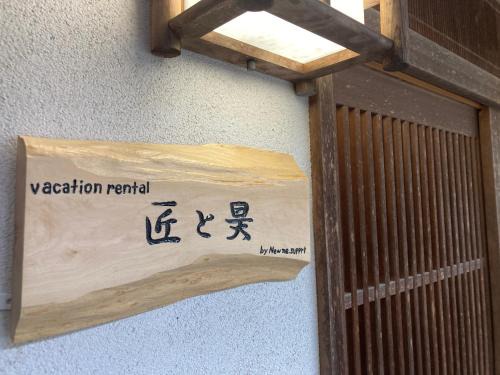 vacation rental
匠と昊